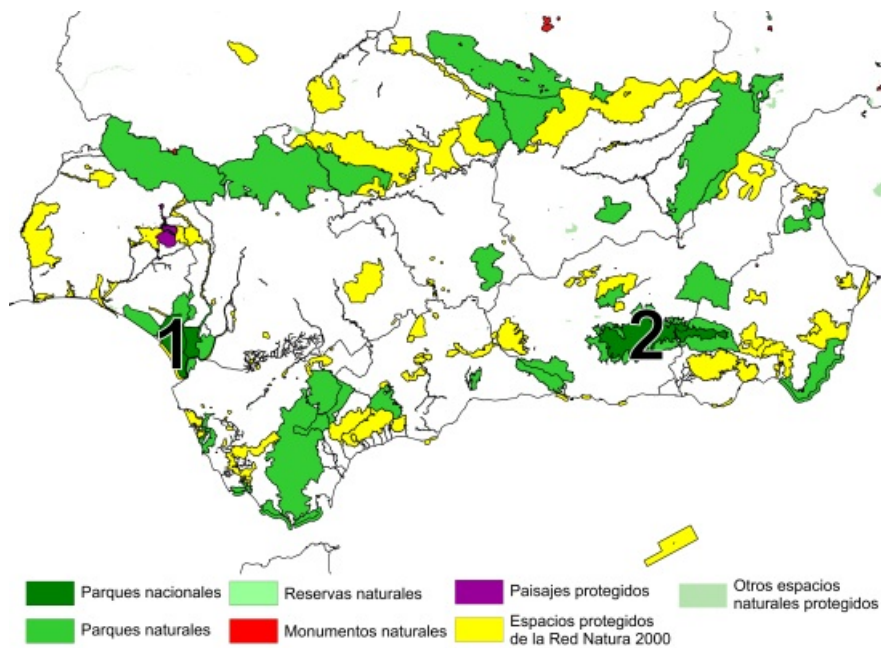 1
2
Parques nacionales
Reservas naturales
Paisajes protegidos
Otros espacios
naturales protegidos
Parques naturales
Monumentos naturales
Espacios protegidos
de la Red Natura 2000